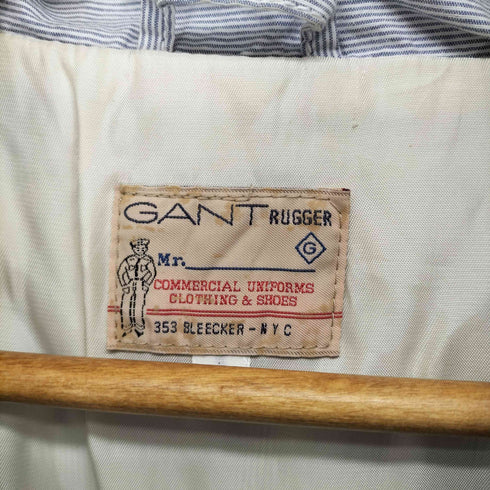 GANT RUGGER
G
Mr.
COMMERCIAL UNIFORMS
CLOTHING & SHOES
353 BLEECKER - NYC